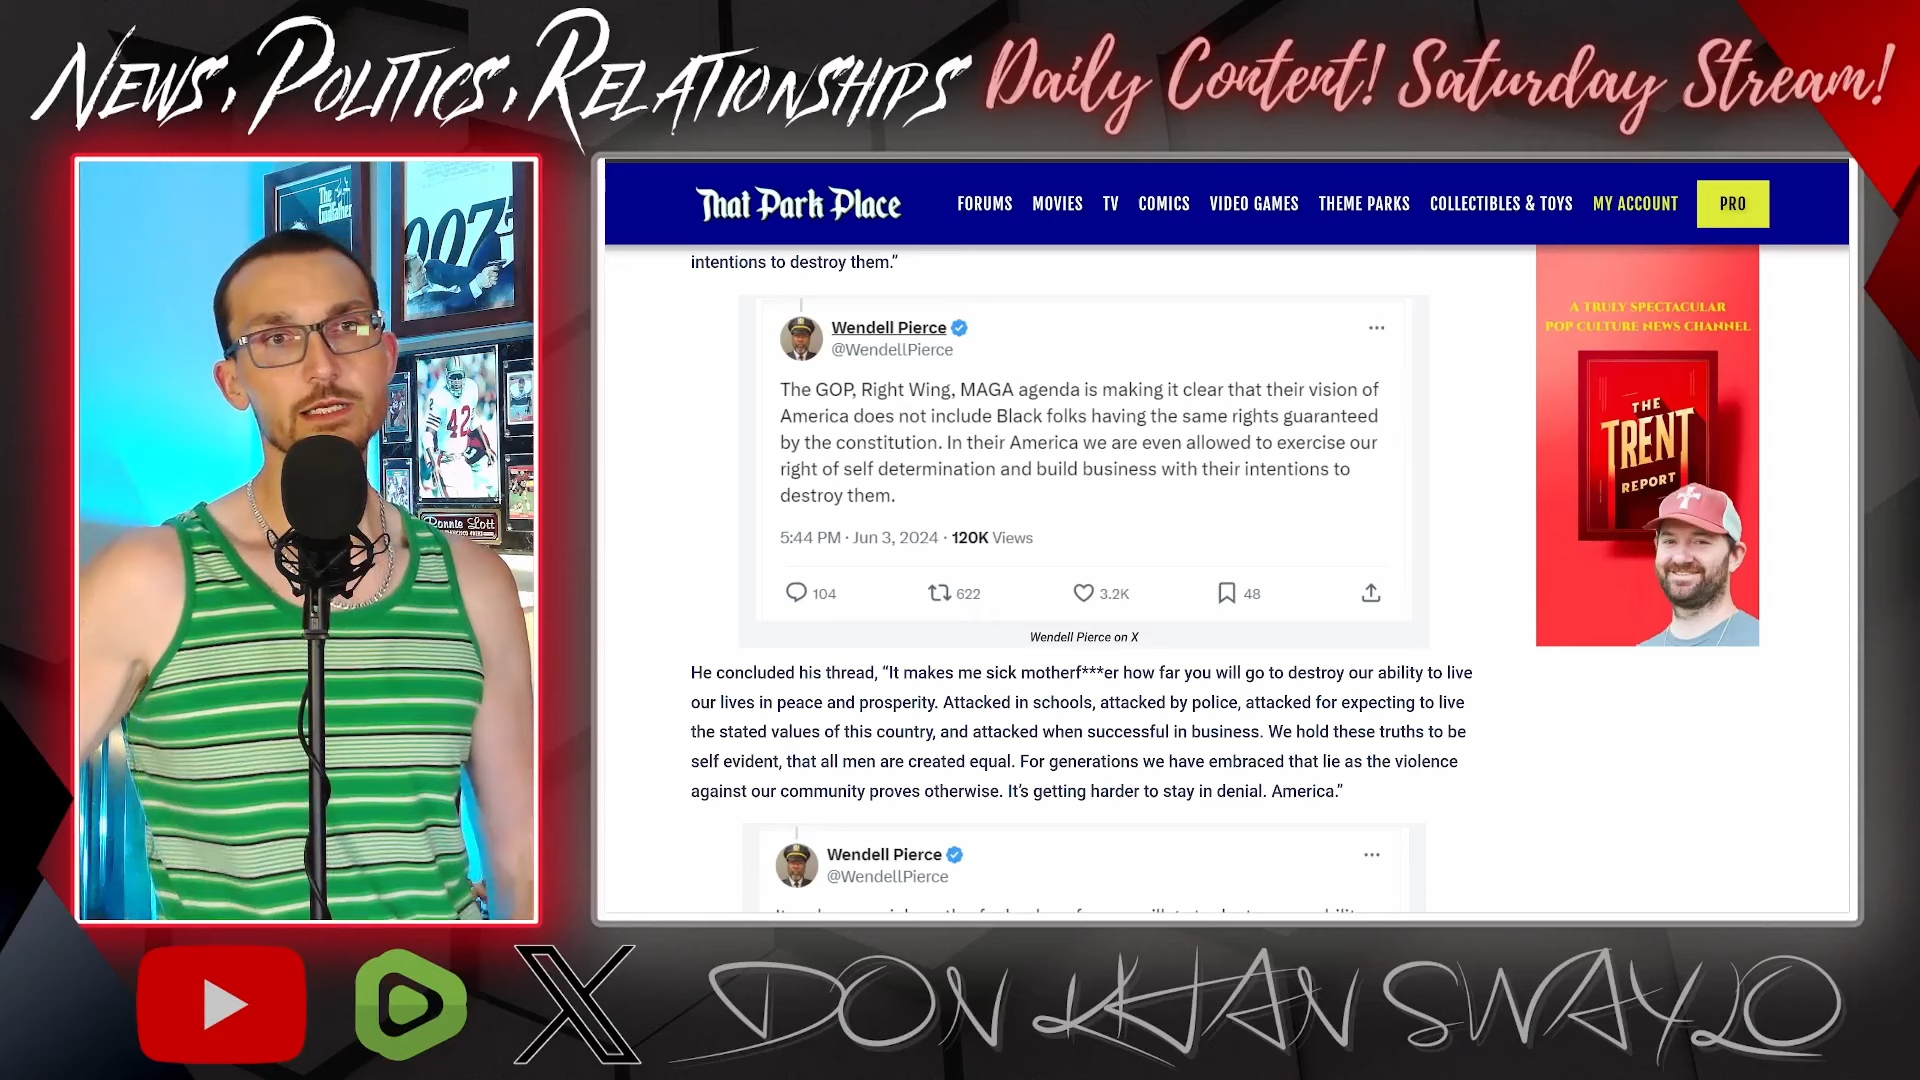 NEWS, POLITICS, RELATIONSHIPS
Daily Content! Saturday Stream!
The
Godfather
007
42
Ronnie Lott
That Park Place
FORUMS MOVIES TV COMICS VIDEO GAMES THEME PARKS COLLECTIBLES & TOYS MY ACCOUNT PRO
intentions to destroy them.”
Wendell Pierce
@WendellPierce
The GOP, Right Wing, MAGA agenda is making it clear that their vision of
America does not include Black folks having the same rights guaranteed
by the constitution. In their America we are even allowed to exercise our
right of self determination and build business with their intentions to
destroy them.
5:44 PM · Jun 3, 2024 · 120K Views
104 622 3.2K 48
Wendell Pierce on X
He concluded his thread, “It makes me sick motherf***er how far you will go to destroy our ability to live
our lives in peace and prosperity. Attacked in schools, attacked by police, attacked for expecting to live
the stated values of this country, and attacked when successful in business. We hold these truths to be
self evident, that all men are created equal. For generations we have embraced that lie as the violence
against our community proves otherwise. It’s getting harder to stay in denial. America.”
Wendell Pierce
@WendellPierce
A TRULY SPECTACULAR
POP CULTURE NEWS CHANNEL
THE
TRENT
REPORT
X DON KHAN SWAYLO